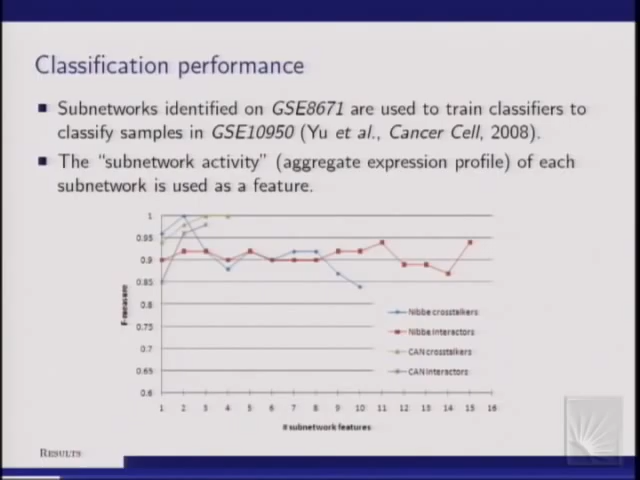 Classification performance
Subnetworks identified on GSE8671 are used to train classifiers to
classify samples in GSE10950 (Yu et al., Cancer Cell, 2008).
The “subnetwork activity” (aggregate expression profile) of each
subnetwork is used as a feature.
1
0.95
0.9
0.85
0.8
0.75
0.7
0.65
0.6
F-measure
1 2 3 4 5 6 7 8 9 10 11 12 13 14 15 16
# subnetwork features
Nibbe crosstalkers
Nibbe interactors
CAN crosstalkers
CAN interactors
Results